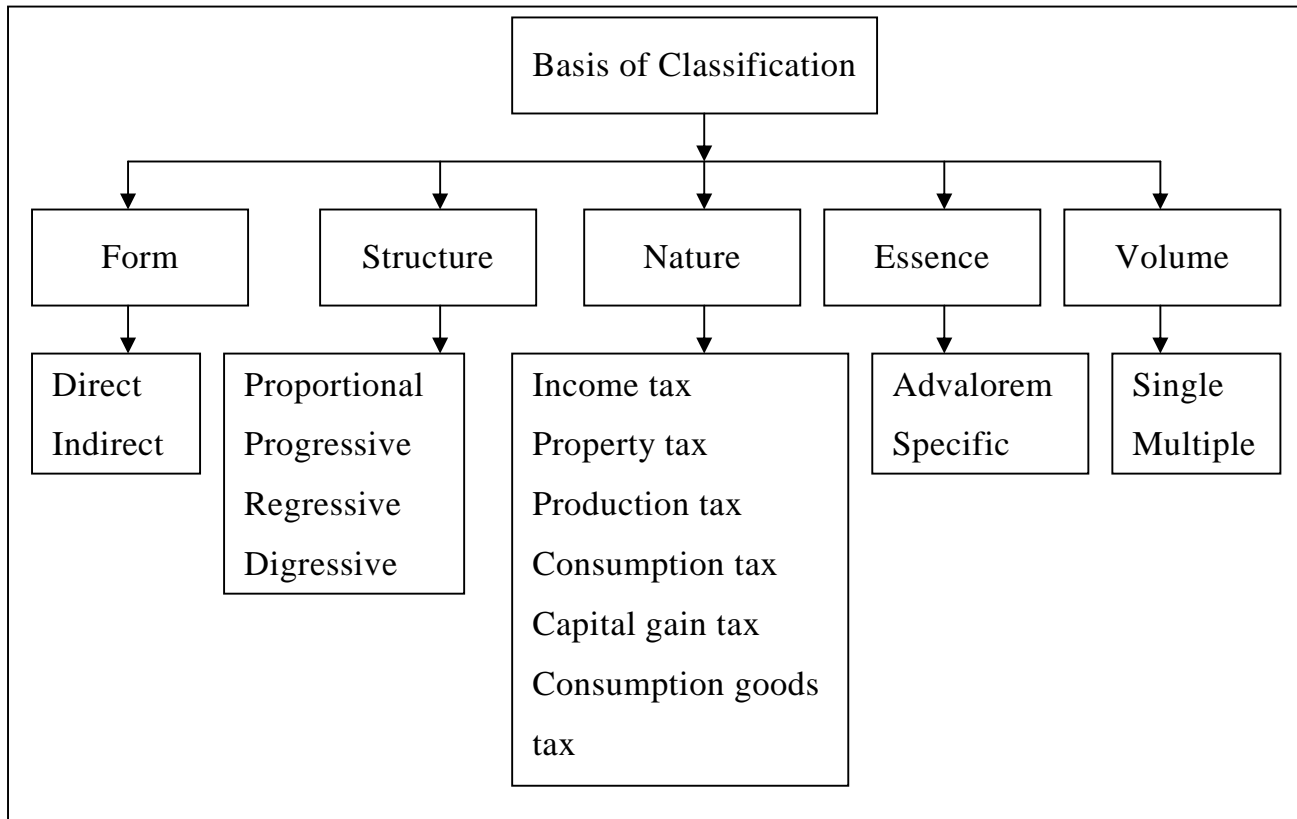 Basis of Classification
Form
Structure
Nature
Essence
Volume
Direct
Indirect
Proportional
Progressive
Regressive
Digressive
Income tax
Property tax
Production tax
Consumption tax
Capital gain tax
Consumption goods
tax
Advalorem
Specific
Single
Multiple